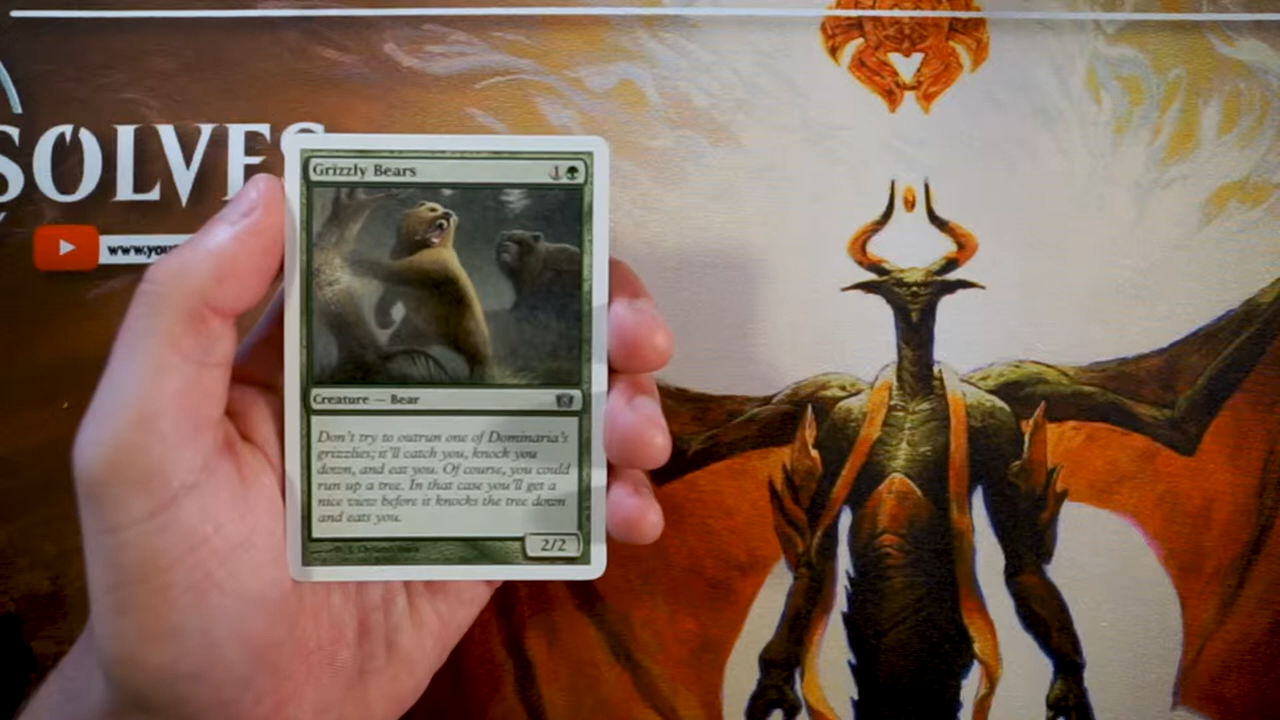 SOLVES
www.you
Grizzly Bears 1
Creature — Bear
Don't try to outrun one of Dominaria's
grizzlies; it'll catch you, knock you
down, and eat you. Of course, you could
run up a tree. In that case you'll get a
nice view before it knocks the tree down
and eats you.
2/2